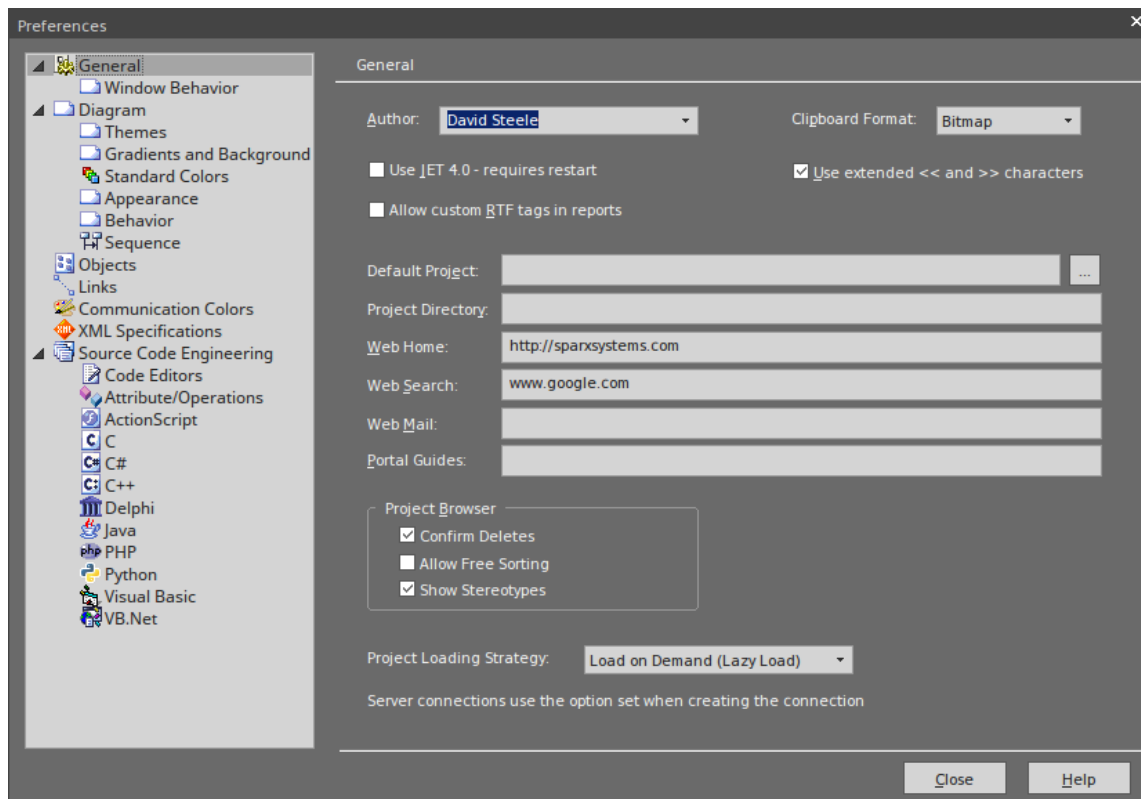 Preferences
General
Window Behavior
Diagram
Themes
Gradients and Background
Standard Colors
Appearance
Behavior
Sequence
Objects
Links
Communication Colors
XML Specifications
Source Code Engineering
Code Editors
Attribute/Operations
ActionScript
C
C#
C++
Delphi
Java
PHP
Python
Visual Basic
VB.Net
General
Author: David Steele Clipboard Format: Bitmap
Use JET 4.0 - requires restart Use extended << and >> characters
Allow custom RTF tags in reports
Default Project: ...
Project Directory:
Web Home: http://sparxsystems.com
Web Search: www.google.com
Web Mail:
Portal Guides:
Project Browser
Confirm Deletes
Allow Free Sorting
Show Stereotypes
Project Loading Strategy: Load on Demand (Lazy Load)
Server connections use the option set when creating the connection
Close Help